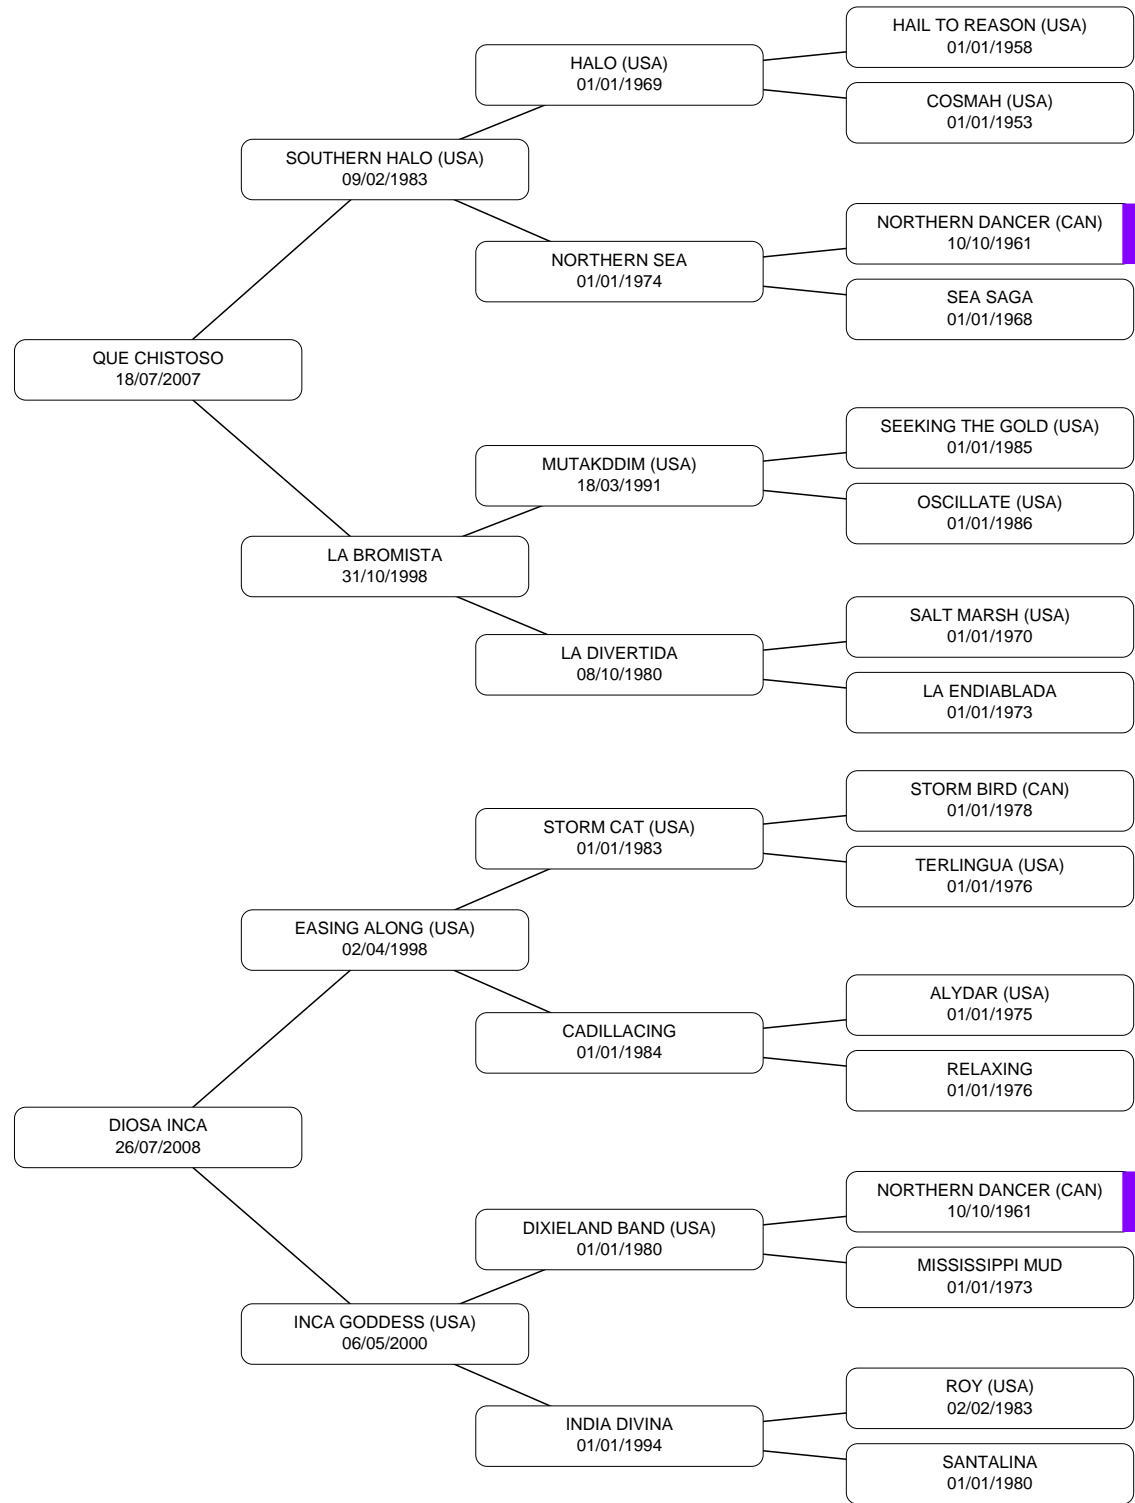 HAIL TO REASON (USA)
01/01/1958
HALO (USA)
01/01/1969
COSMAH (USA)
01/01/1953
SOUTHERN HALO (USA)
09/02/1983
NORTHERN DANCER (CAN)
10/10/1961
NORTHERN SEA
01/01/1974
SEA SAGA
01/01/1968
QUE CHISTOSO
18/07/2007
SEEKING THE GOLD (USA)
01/01/1985
MUTAKDDIM (USA)
18/03/1991
OSCILLATE (USA)
01/01/1986
LA BROMISTA
31/10/1998
SALT MARSH (USA)
01/01/1970
LA DIVERTIDA
08/10/1980
LA ENDIABLADA
01/01/1973
STORM BIRD (CAN)
01/01/1978
STORM CAT (USA)
01/01/1983
TERLINGUA (USA)
01/01/1976
EASING ALONG (USA)
02/04/1998
ALYDAR (USA)
01/01/1975
CADILLACING
01/01/1984
RELAXING
01/01/1976
DIOSA INCA
26/07/2008
NORTHERN DANCER (CAN)
10/10/1961
DIXIELAND BAND (USA)
01/01/1980
MISSISSIPPI MUD
01/01/1973
INCA GODDESS (USA)
06/05/2000
ROY (USA)
02/02/1983
INDIA DIVINA
01/01/1994
SANTALINA
01/01/1980